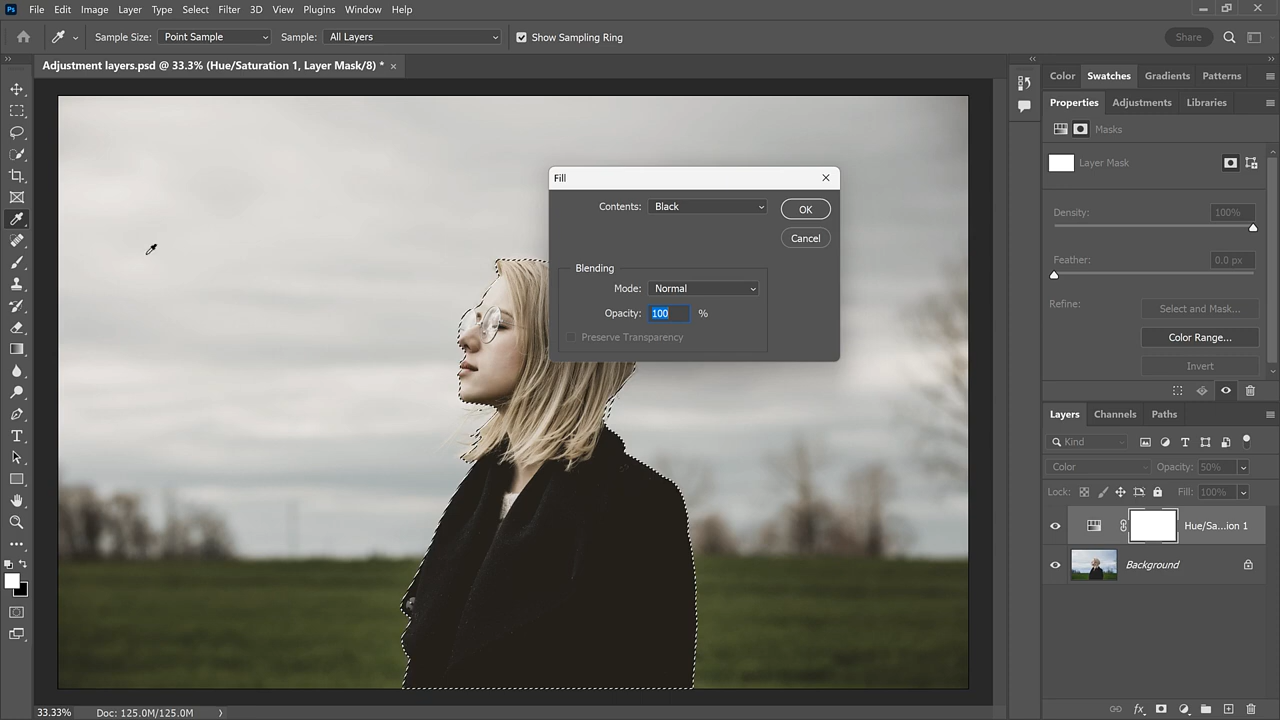 Ps File Edit Image Layer Type Select Filter 3D View Plugins Window Help
Sample Size: Point Sample Sample: All Layers Show Sampling Ring Share
Adjustment layers.psd @ 33.3% (Hue/Saturation 1, Layer Mask/8) * ×
Color Swatches Gradients Patterns
Properties Adjustments Libraries
Masks
Layer Mask
Density: 100%
Feather: 0.0 px
Refine: Select and Mask...
Color Range...
Invert
Fill
Contents: Black OK
Cancel
Blending
Mode: Normal
Opacity: 100 %
Preserve Transparency
Layers Channels Paths
Kind
Color Opacity: 50%
Lock: Fill: 100%
Hue/Sa...ion 1
Background
33.33% Doc: 125.0M/125.0M